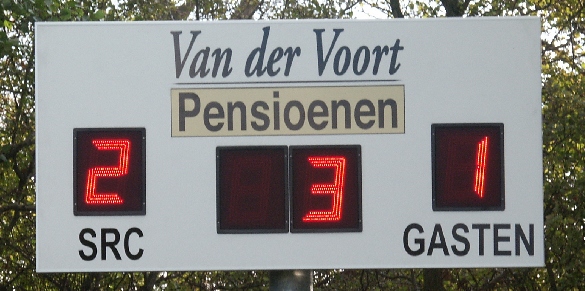 Van der Voort
Pensioenen
2 3 1
SRC GASTEN